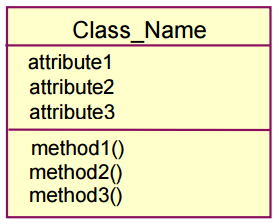 Class_Name
attribute1
attribute2
attribute3
method1()
method2()
method3()